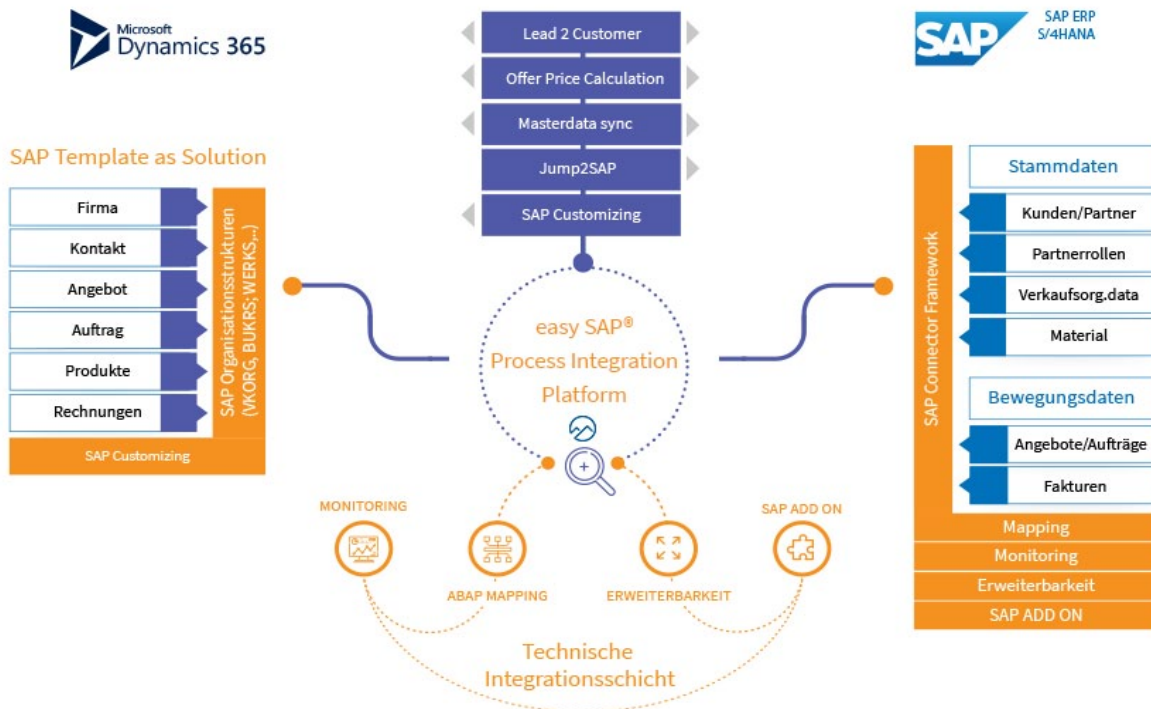 Microsoft
Dynamics 365
SAP Template as Solution
Firma
Kontakt
Angebot
Auftrag
Produkte
Rechnungen
SAP Organisationsstrukturen
(VKORG, BUKRS; WERKS,..)
SAP Customizing
Lead 2 Customer
Offer Price Calculation
Masterdata sync
Jump2SAP
SAP Customizing
easy SAP®
Process Integration
Platform
MONITORING
ABAP MAPPING
ERWEITERBARKEIT
SAP ADD ON
Technische
Integrationsschicht
SAP
SAP ERP
S/4HANA
SAP Connector Framework
Stammdaten
Kunden/Partner
Partnerrollen
Verkaufsorg.data
Material
Bewegungsdaten
Angebote/Aufträge
Fakturen
Mapping
Monitoring
Erweiterbarkeit
SAP ADD ON